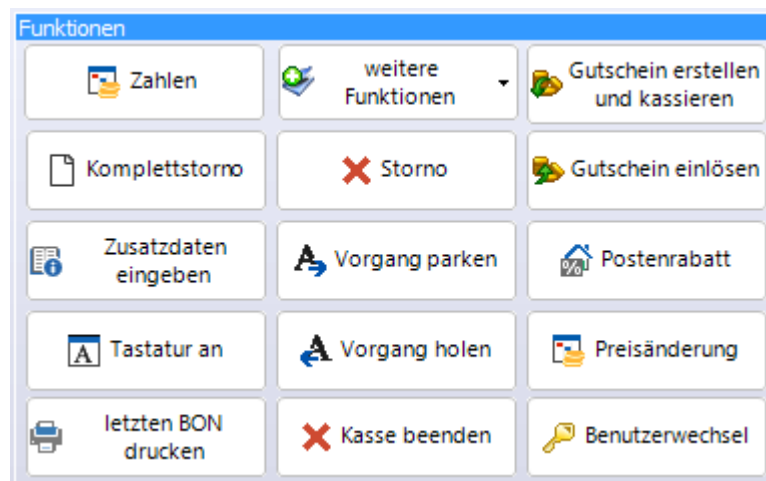 Funktionen
Zahlen
weitere
Funktionen
Gutschein erstellen
und kassieren
Komplettstorno
Storno
Gutschein einlösen
Zusatzdaten
eingeben
Vorgang parken
Postenrabatt
Tastatur an
Vorgang holen
Preisänderung
letzten BON
drucken
Kasse beenden
Benutzerwechsel